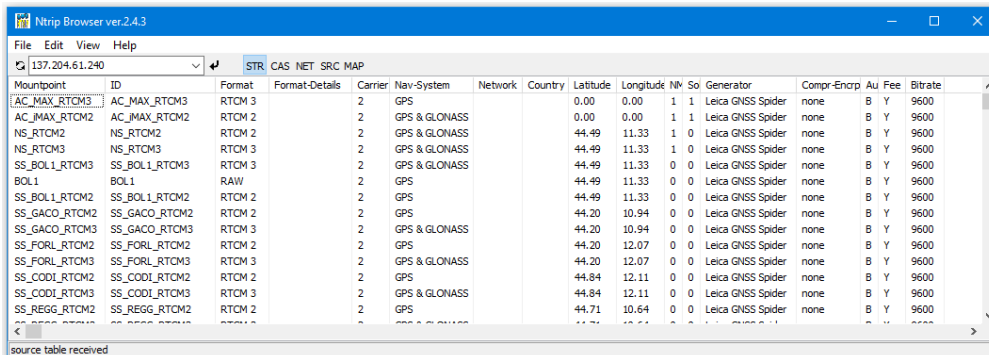 Ntrip Browser ver.2.4.3
File Edit View Help
137.204.61.240 STR CAS NET SRC MAP
Mountpoint ID Format Format-Details Carrier Nav-System Network Country Latitude Longitude NM So Generator Compr-Encrp Au Fee Bitrate
AC_MAX_RTCM3 AC_MAX_RTCM3 RTCM 3 2 GPS 0.00 0.00 1 1 Leica GNSS Spider none B Y 9600
AC_iMAX_RTCM2 AC_iMAX_RTCM2 RTCM 2 2 GPS & GLONASS 0.00 0.00 1 1 Leica GNSS Spider none B Y 9600
NS_RTCM2 NS_RTCM2 RTCM 2 2 GPS & GLONASS 44.49 11.33 1 0 Leica GNSS Spider none B Y 9600
NS_RTCM3 NS_RTCM3 RTCM 3 2 GPS & GLONASS 44.49 11.33 1 0 Leica GNSS Spider none B Y 9600
SS_BOL1_RTCM3 SS_BOL1_RTCM3 RTCM 3 2 GPS & GLONASS 44.49 11.33 0 0 Leica GNSS Spider none B Y 9600
BOL1 BOL1 RAW 2 GPS 44.49 11.33 0 0 Leica GNSS Spider none B Y 9600
SS_BOL1_RTCM2 SS_BOL1_RTCM2 RTCM 2 2 GPS 44.49 11.33 0 0 Leica GNSS Spider none B Y 9600
SS_GACO_RTCM2 SS_GACO_RTCM2 RTCM 2 2 GPS 44.20 10.94 0 0 Leica GNSS Spider none B Y 9600
SS_GACO_RTCM3 SS_GACO_RTCM3 RTCM 3 2 GPS & GLONASS 44.20 10.94 0 0 Leica GNSS Spider none B Y 9600
SS_FORL_RTCM2 SS_FORL_RTCM2 RTCM 2 2 GPS 44.20 12.07 0 0 Leica GNSS Spider none B Y 9600
SS_FORL_RTCM3 SS_FORL_RTCM3 RTCM 3 2 GPS & GLONASS 44.20 12.07 0 0 Leica GNSS Spider none B Y 9600
SS_CODI_RTCM2 SS_CODI_RTCM2 RTCM 2 2 GPS 44.84 12.11 0 0 Leica GNSS Spider none B Y 9600
SS_CODI_RTCM3 SS_CODI_RTCM3 RTCM 3 2 GPS & GLONASS 44.84 12.11 0 0 Leica GNSS Spider none B Y 9600
SS_REGG_RTCM2 SS_REGG_RTCM2 RTCM 2 2 GPS 44.71 10.64 0 0 Leica GNSS Spider none B Y 9600
source table received